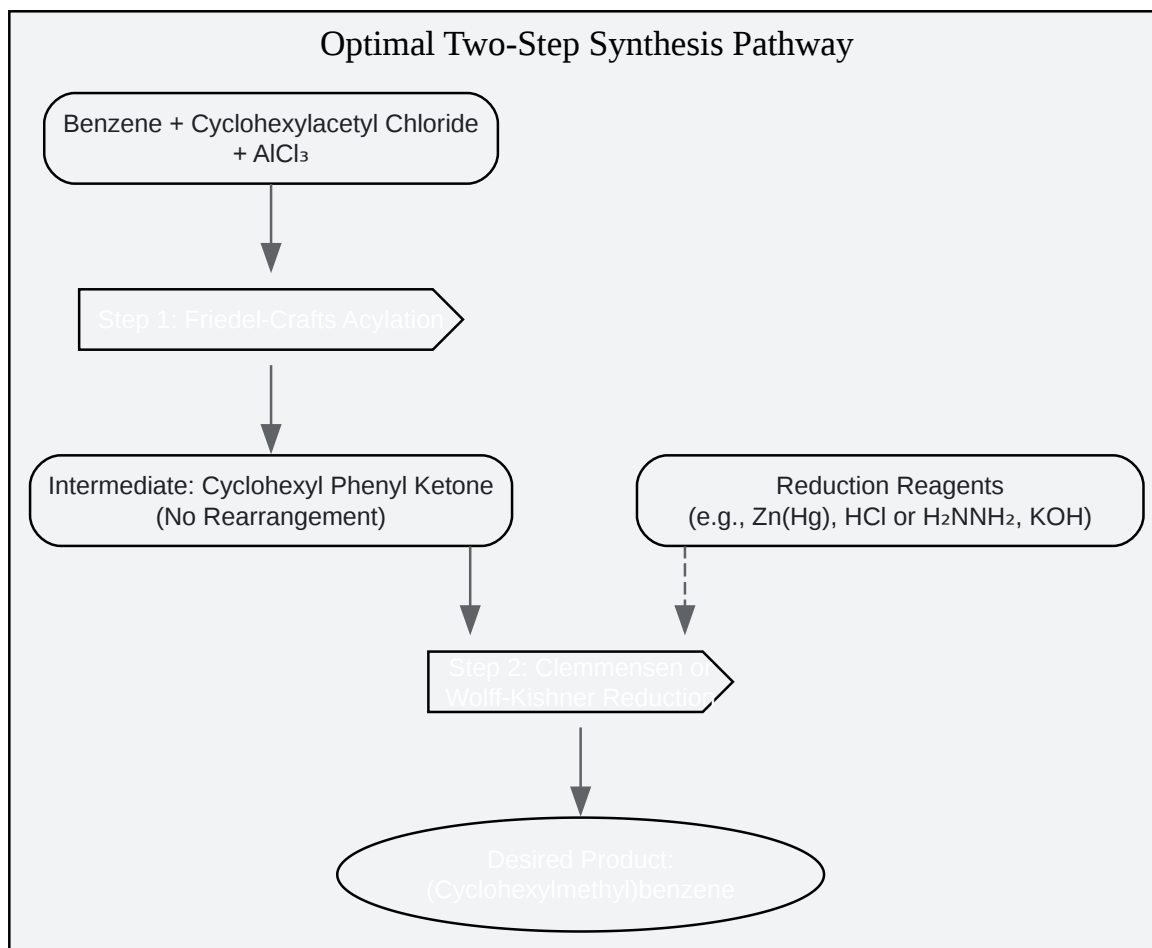 Optimal Two-Step Synthesis Pathway
Benzene + Cyclohexylacetyl Chloride
+ AlCl₃
Step 1: Friedel-Crafts Acylation
Intermediate: Cyclohexyl Phenyl Ketone
(No Rearrangement)
Reduction Reagents
(e.g., Zn(Hg), HCl or H₂NNH₂, KOH)
Step 2: Clemmensen or
Wolff-Kishner Reduction
Desired Product:
(Cyclohexylmethyl)benzene